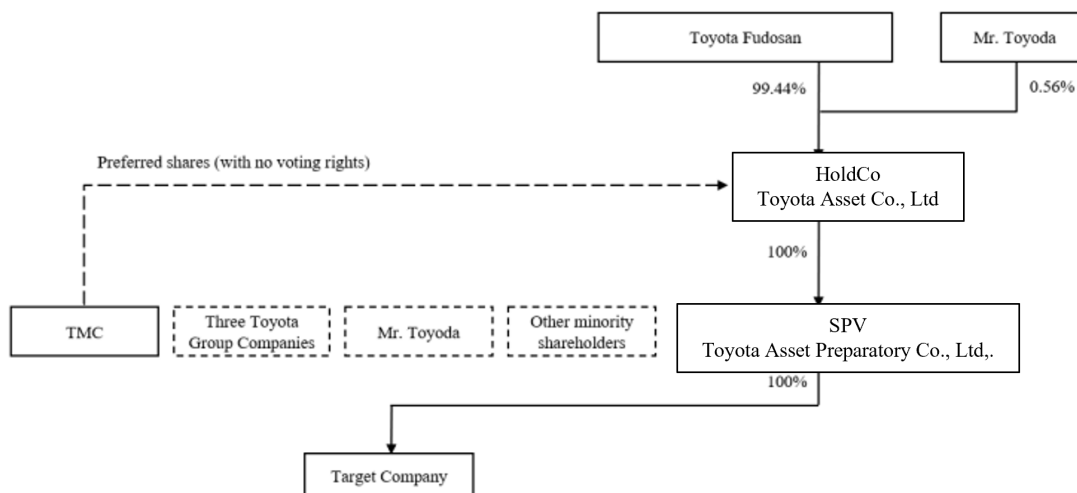 Toyota Fudosan
Mr. Toyoda
99.44%
0.56%
Preferred shares (with no voting rights)
HoldCo
Toyota Asset Co., Ltd
100%
TMC
Three Toyota
Group Companies
Mr. Toyoda
Other minority
shareholders
SPV
Toyota Asset Preparatory Co., Ltd,.
100%
Target Company